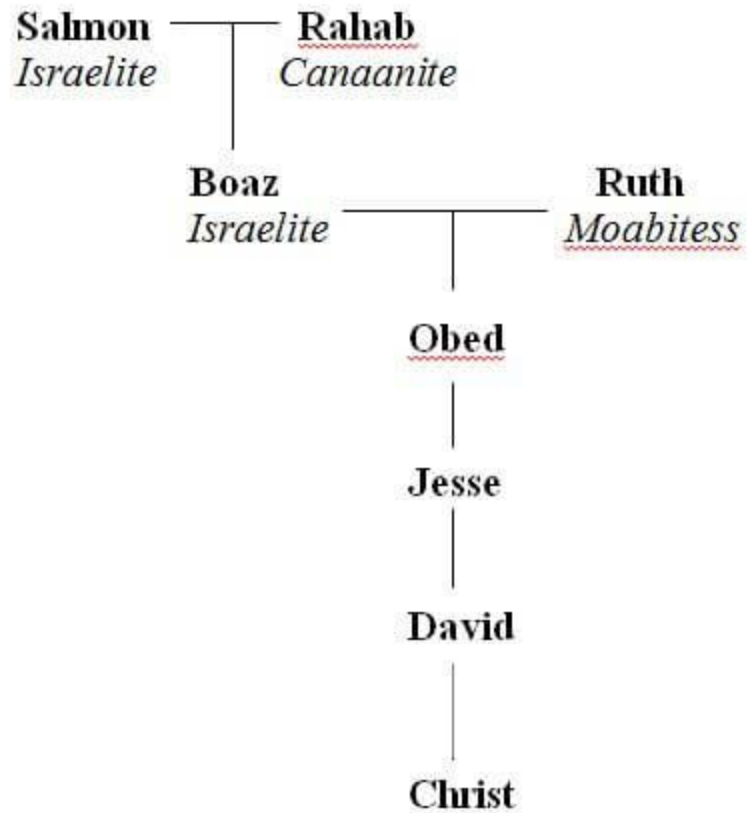 Salmon Rahab
Israelite Canaanite
Boaz Ruth
Israelite Moabitess
Obed
Jesse
David
Christ